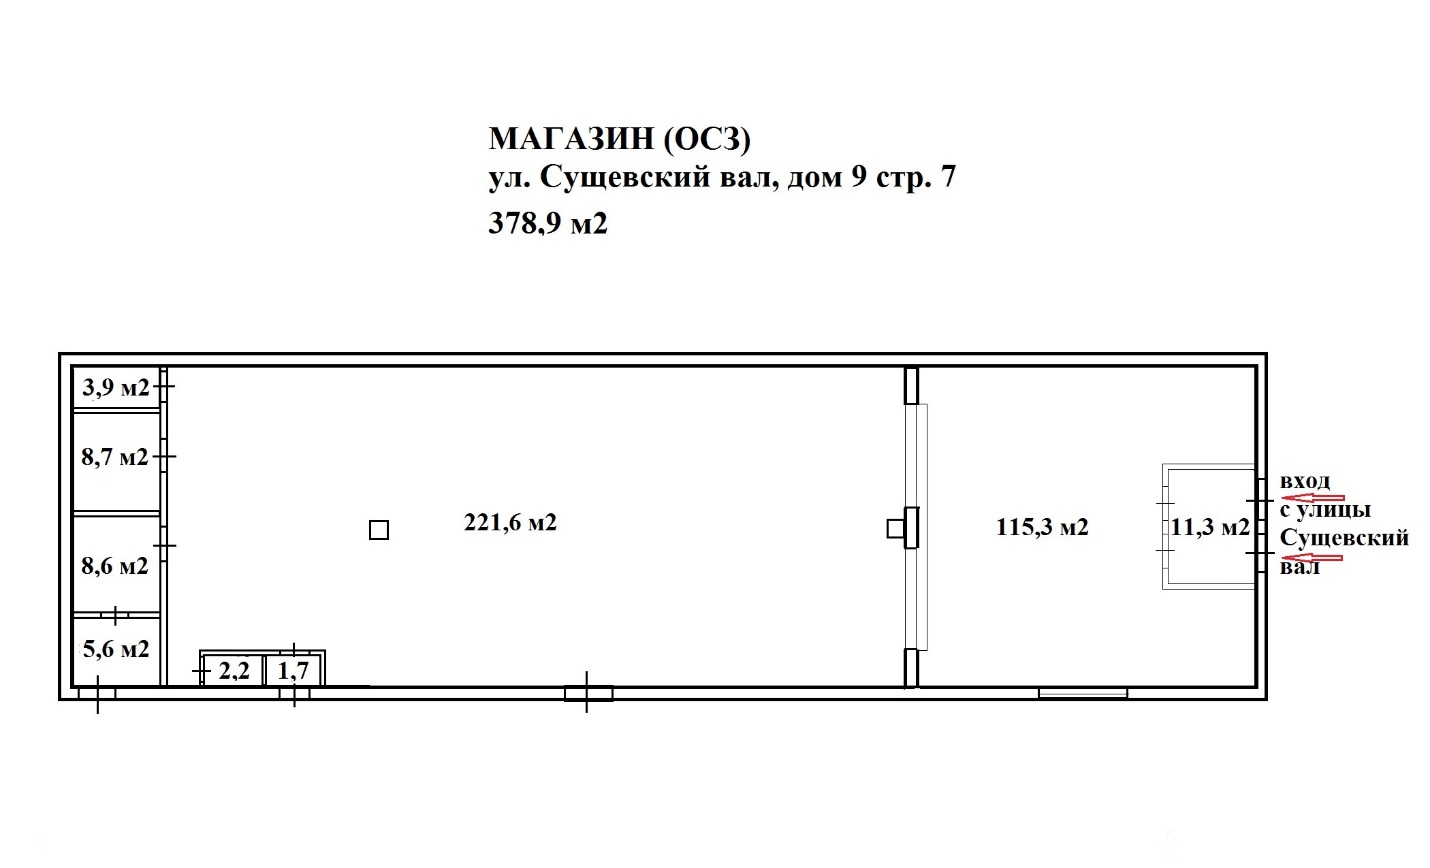 МАГАЗИН (ОСЗ)
ул. Сущевский вал, дом 9 стр. 7
378,9 м2
3,9 м2
8,7 м2
221,6 м2
115,3 м2
11,3 м2
вход
с улицы
Сущевский
вал
8,6 м2
5,6 м2
2,2
1,7